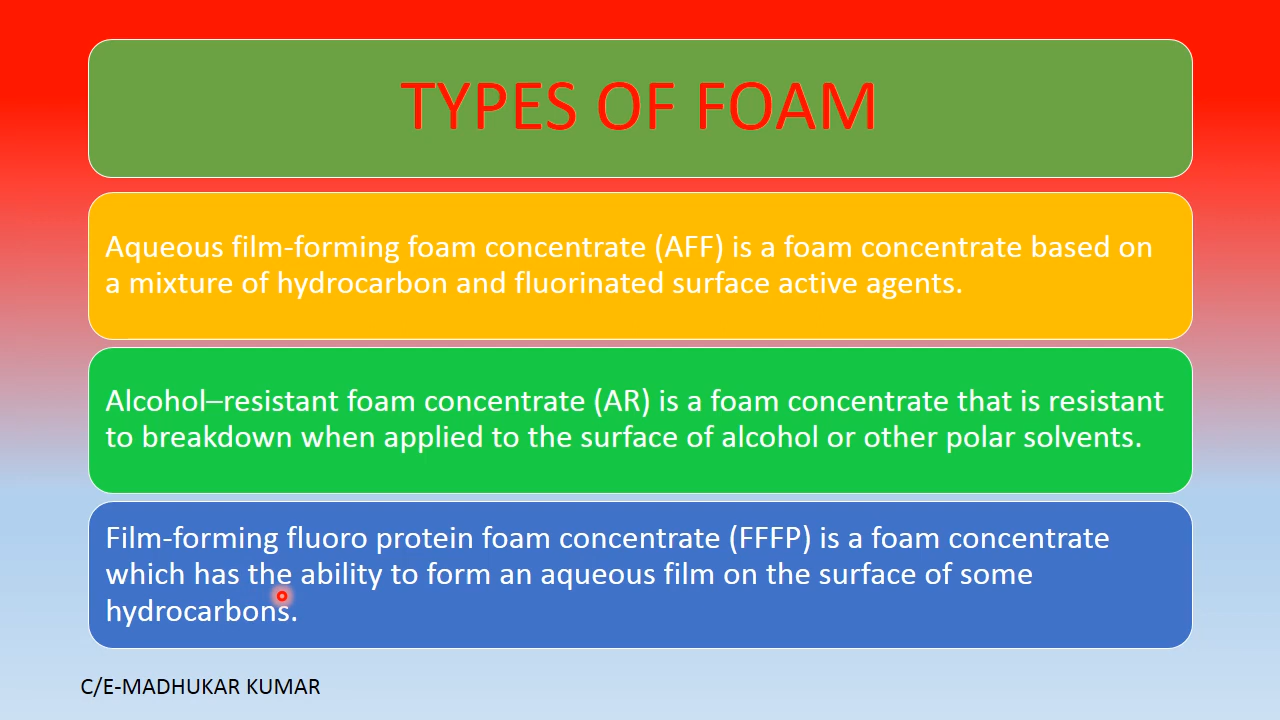 TYPES OF FOAM
Aqueous film-forming foam concentrate (AFF) is a foam concentrate based on
a mixture of hydrocarbon and fluorinated surface active agents.
Alcohol–resistant foam concentrate (AR) is a foam concentrate that is resistant
to breakdown when applied to the surface of alcohol or other polar solvents.
Film-forming fluoro protein foam concentrate (FFFP) is a foam concentrate
which has the ability to form an aqueous film on the surface of some
hydrocarbons.
C/E-MADHUKAR KUMAR